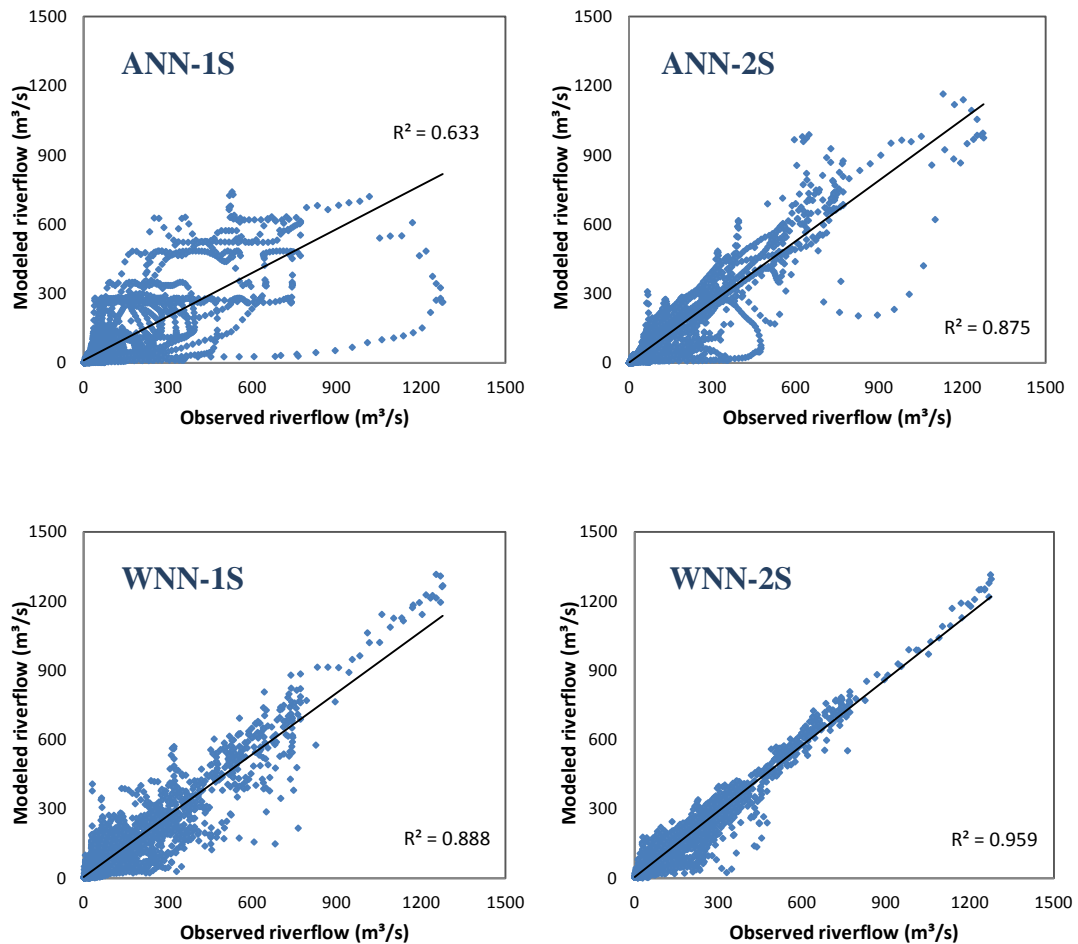 ANN-1S
R² = 0.633
Modeled riverflow (m³/s)
1500
1200
900
600
300
0
0 300 600 900 1200 1500
Observed riverflow (m³/s)
ANN-2S
R² = 0.875
Modeled riverflow (m³/s)
1500
1200
900
600
300
0
0 300 600 900 1200 1500
Observed riverflow (m³/s)
WNN-1S
R² = 0.888
Modeled riverflow (m³/s)
1500
1200
900
600
300
0
0 300 600 900 1200 1500
Observed riverflow (m³/s)
WNN-2S
R² = 0.959
Modeled riverflow (m³/s)
1500
1200
900
600
300
0
0 300 600 900 1200 1500
Observed riverflow (m³/s)